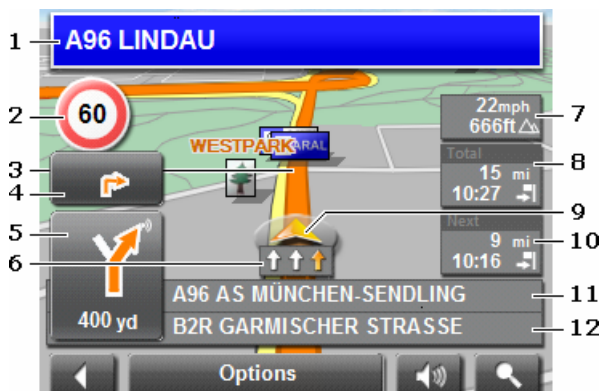 1
A96 LINDAU
2
60
3
4
5
6
WESTPARK
ARAL
22mph
666ft
7
Total
15 mi
10:27
8
9
Next
9 mi
10:16
10
400 yd
A96 AS MÜNCHEN-SENDLING
11
B2R GARMISCHER STRASSE
12
Options